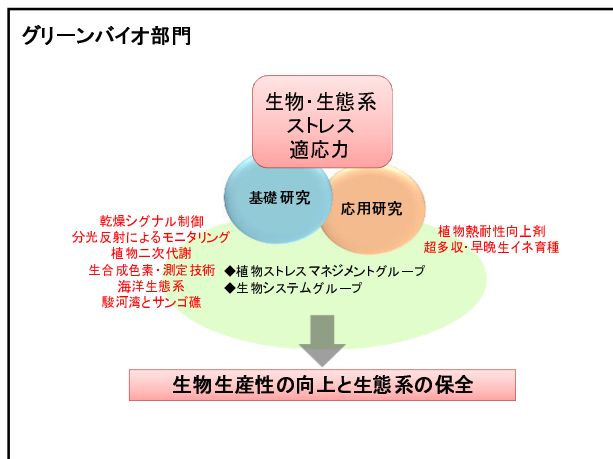 グリーンバイオ部門
生物・生態系
ストレス
適応力
基礎研究
応用研究
乾燥シグナル制御
分光反射によるモニタリング
植物二次代謝
生合成色素・測定技術
海洋生態系
駿河湾とサンゴ礁
植物熱耐性向上剤
超多収・早晩生イネ育種
◆植物ストレスマネジメントグループ
◆生物システムグループ
生物生産性の向上と生態系の保全